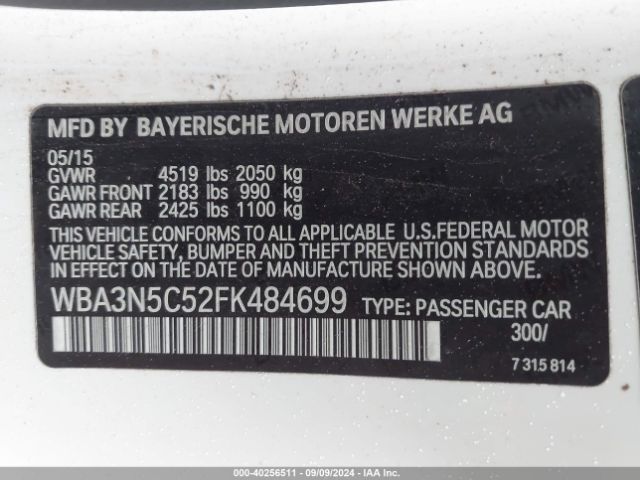 MFD BY BAYERISCHE MOTOREN WERKE AG
05/15
GVWR 4519 lbs 2050 kg
GAWR FRONT 2183 lbs 990 kg
GAWR REAR 2425 lbs 1100 kg
THIS VEHICLE CONFORMS TO ALL APPLICABLE U.S.FEDERAL MOTOR
VEHICLE SAFETY, BUMPER AND THEFT PREVENTION STANDARDS
IN EFFECT ON THE DATE OF MANUFACTURE SHOWN ABOVE.
WBA3N5C52FK484699 TYPE: PASSENGER CAR
300/
7 315 814
000-40256511 - 09/09/2024 - IAA Inc.